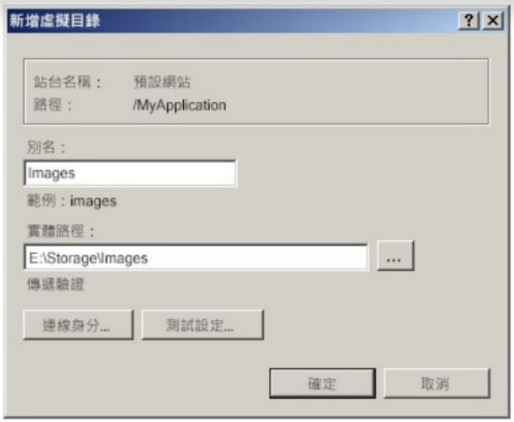 新增虛擬目錄
站台名稱： 預設網站
路徑： /MyApplication
別名：
Images
範例：images
實體路徑：
E:\Storage\Images
...
傳遞驗證
連線身分...
測試設定...
確定
取消